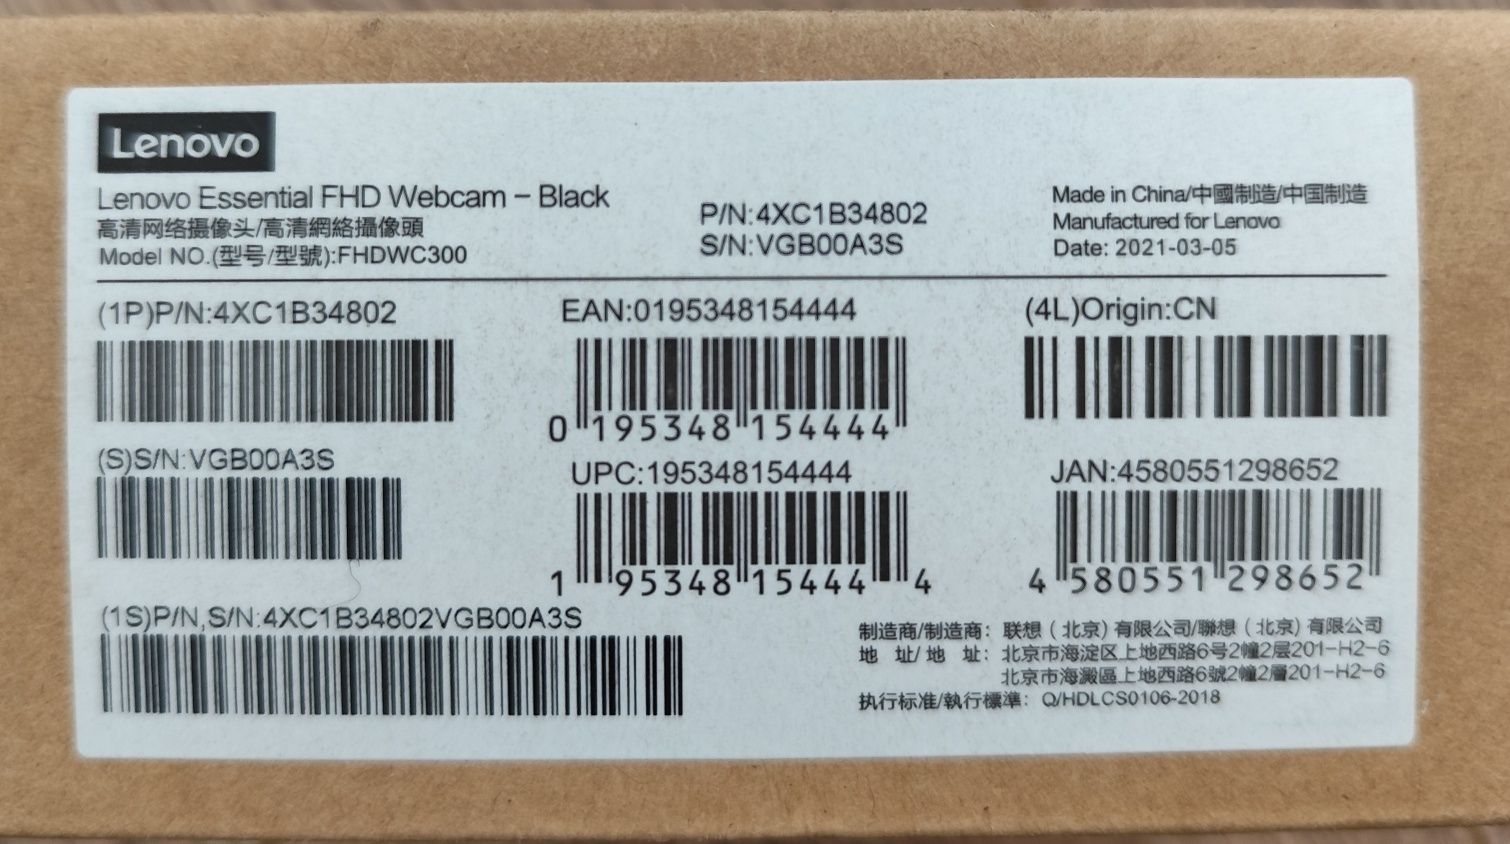 Lenovo
Lenovo Essential FHD Webcam – Black
高清网络摄像头/高清網絡攝像頭
Model NO.(型号/型號):FHDWC300
P/N:4XC1B34802
S/N:VGB00A3S
Made in China/中國制造/中国制造
Manufactured for Lenovo
Date: 2021-03-05
(1P)P/N:4XC1B34802
EAN:0195348154444
0 195348 154444
(4L)Origin:CN
(S)S/N:VGB00A3S
UPC:195348154444
1 95348 15444 4
JAN:4580551298652
4 580551 298652
(1S)P/N,S/N:4XC1B34802VGB00A3S
制造商/制造商: 联想（北京）有限公司/聯想（北京）有限公司
地 址/地 址: 北京市海淀区上地西路6号2幢2层201-H2-6
北京市海澱區上地西路6號2幢2層201-H2-6
执行标准/執行標準: Q/HDLCS0106-2018